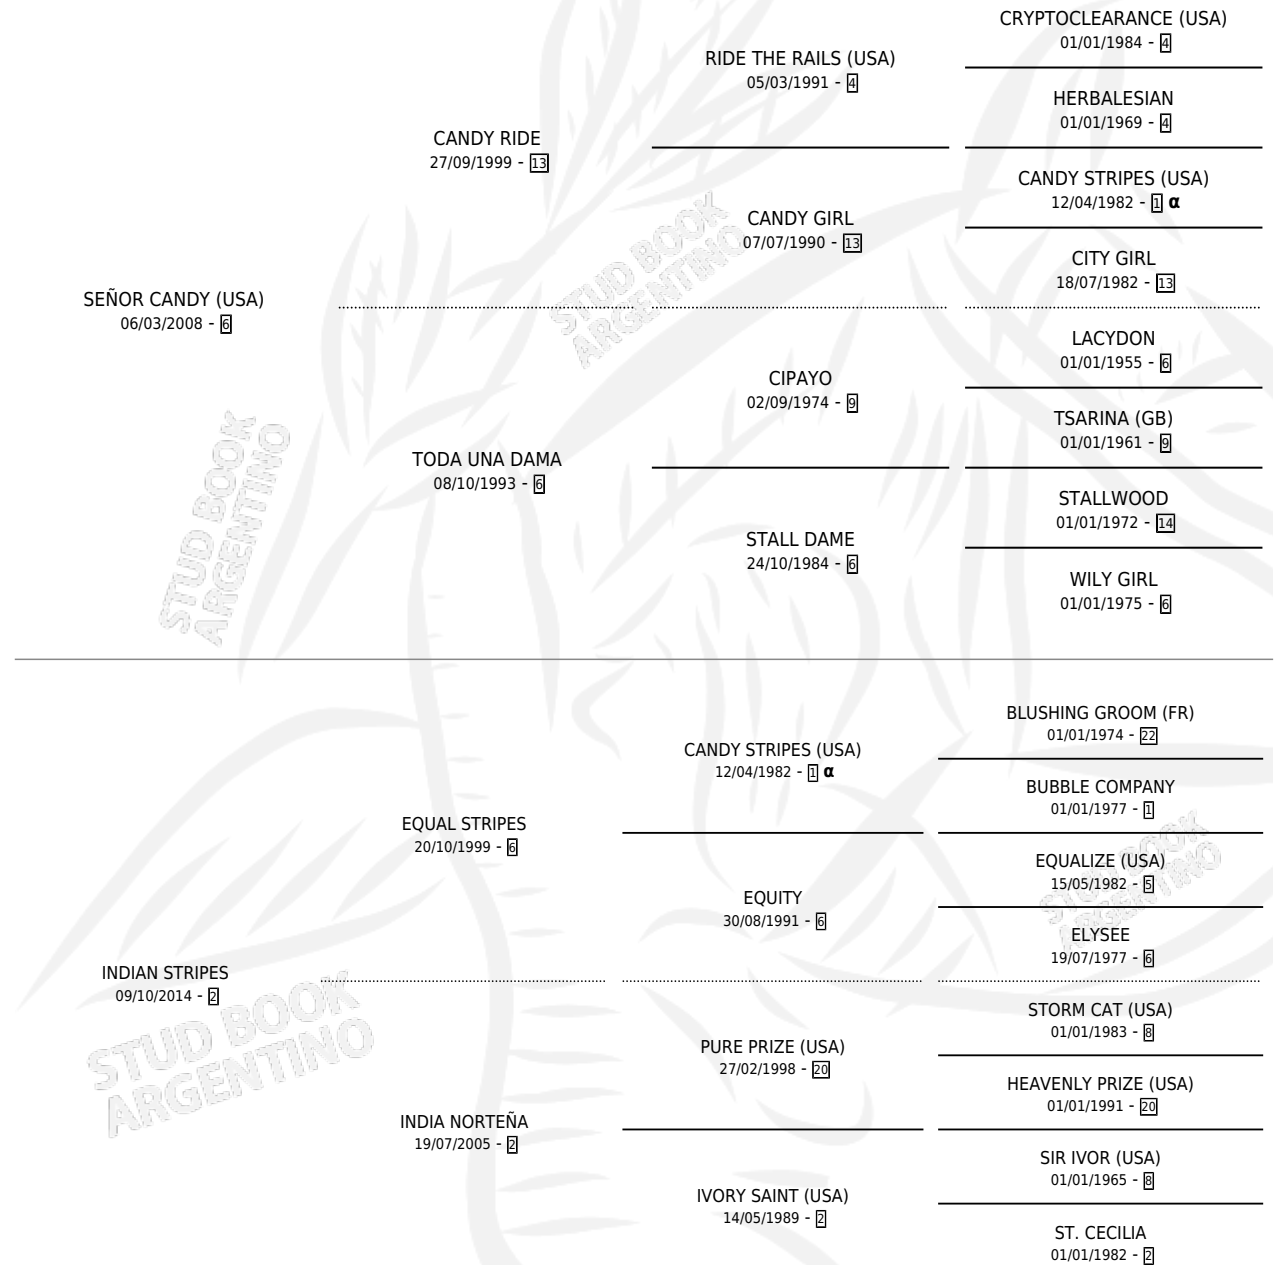 CRYPTOCLEARANCE (USA)
01/01/1984 - 4
RIDE THE RAILS (USA)
05/03/1991 - 4
HERBALESIAN
01/01/1969 - 4
CANDY RIDE
27/09/1999 - 13
CANDY STRIPES (USA)
12/04/1982 - 1 α
CANDY GIRL
07/07/1990 - 13
CITY GIRL
18/07/1982 - 13
SEÑOR CANDY (USA)
06/03/2008 - 6
LACYDON
01/01/1955 - 6
CIPAYO
02/09/1974 - 9
TSARINA (GB)
01/01/1961 - 9
TODA UNA DAMA
08/10/1993 - 6
STALLWOOD
01/01/1972 - 14
STALL DAME
24/10/1984 - 6
WILY GIRL
01/01/1975 - 6
BLUSHING GROOM (FR)
01/01/1974 - 22
CANDY STRIPES (USA)
12/04/1982 - 1 α
BUBBLE COMPANY
01/01/1977 - 1
EQUAL STRIPES
20/10/1999 - 6
EQUALIZE (USA)
15/05/1982 - 5
EQUITY
30/08/1991 - 6
ELYSEE
19/07/1977 - 6
INDIAN STRIPES
09/10/2014 - 2
STORM CAT (USA)
01/01/1983 - 8
PURE PRIZE (USA)
27/02/1998 - 20
HEAVENLY PRIZE (USA)
01/01/1991 - 20
INDIA NORTEÑA
19/07/2005 - 2
SIR IVOR (USA)
01/01/1965 - 8
IVORY SAINT (USA)
14/05/1989 - 2
ST. CECILIA
01/01/1982 - 2
STUD BOOK
ARGENTINO
STUD BOOK
ARGENTINO
STUD BOOK
ARGENTINO
STUD BOOK
ARGENTINO